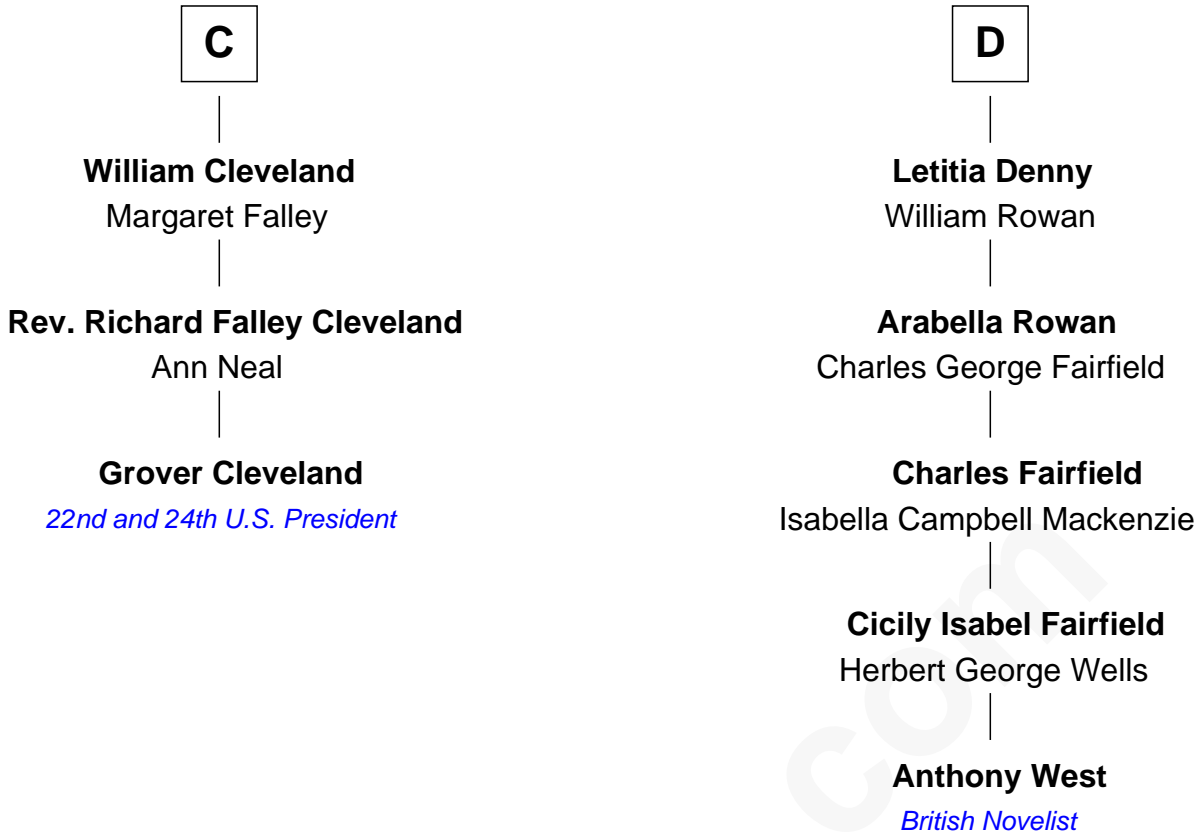 C
William Cleveland
Margaret Falley
Rev. Richard Falley Cleveland
Ann Neal
Grover Cleveland
22nd and 24th U.S. President
D
Letitia Denny
William Rowan
Arabella Rowan
Charles George Fairfield
Charles Fairfield
Isabella Campbell Mackenzie
Cicily Isabel Fairfield
Herbert George Wells
Anthony West
British Novelist
com